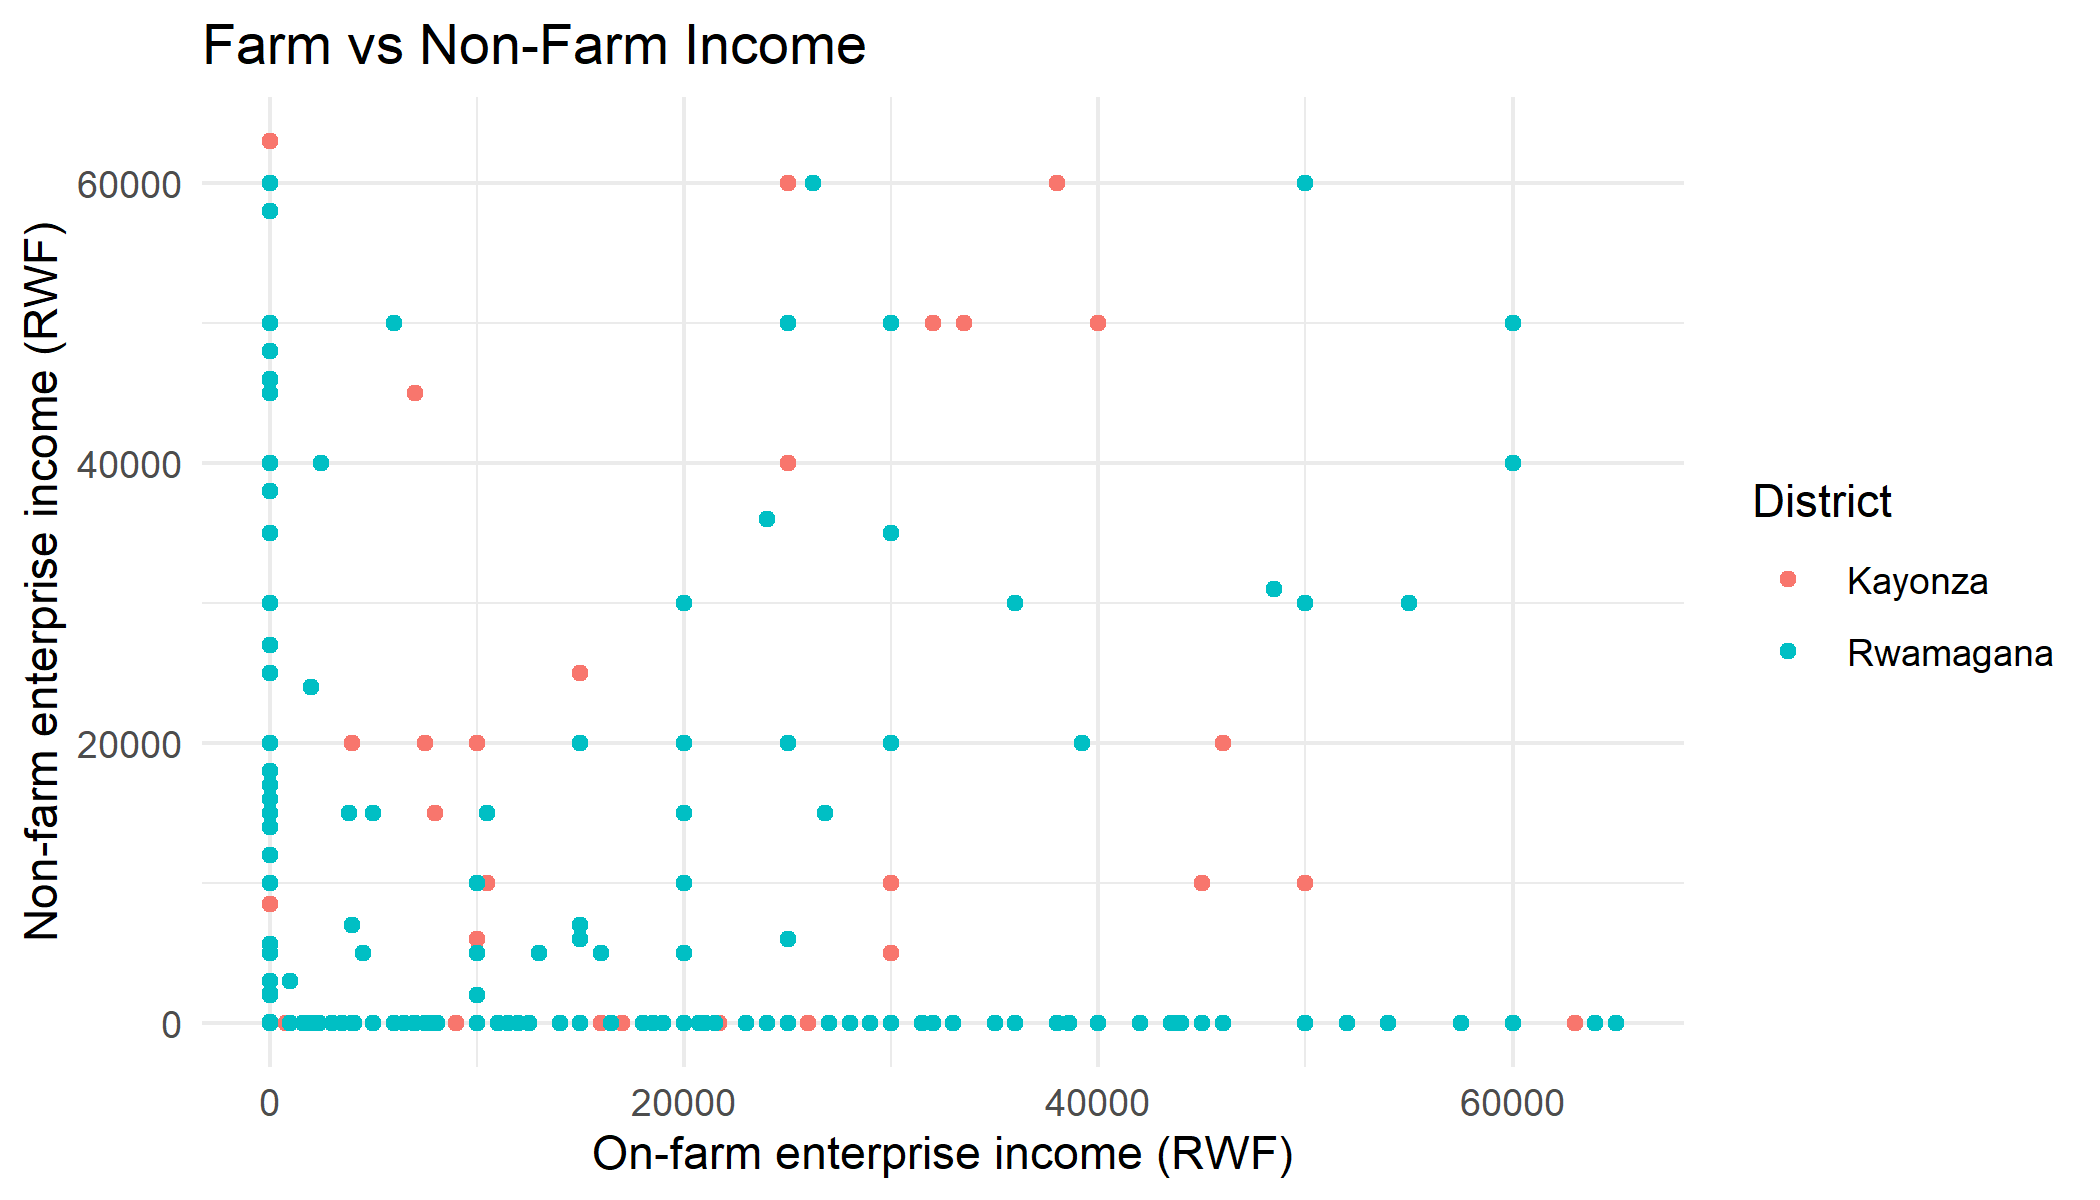 Farm vs Non-Farm Income
Non-farm enterprise income (RWF)
60000
40000
20000
0
0 20000 40000 60000
On-farm enterprise income (RWF)
District
Kayonza
Rwamagana